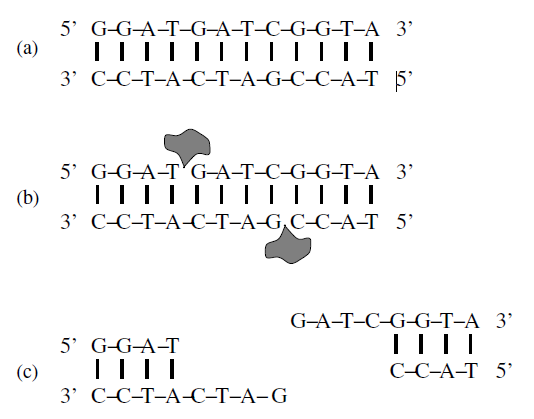 5’ G–G–A–T–G–A–T–C–G–G–T–A 3’
(a)
3’ C–C–T–A–C–T–A–G–C–C–A–T 5’
5’ G–G–A–T G–A–T–C–G–G–T–A 3’
(b)
3’ C–C–T–A–C–T–A–G C–C–A–T 5’
G–A–T–C–G–G–T–A 3’
5’ G–G–A–T
(c)
C–C–A–T 5’
3’ C–C–T–A–C–T–A–G